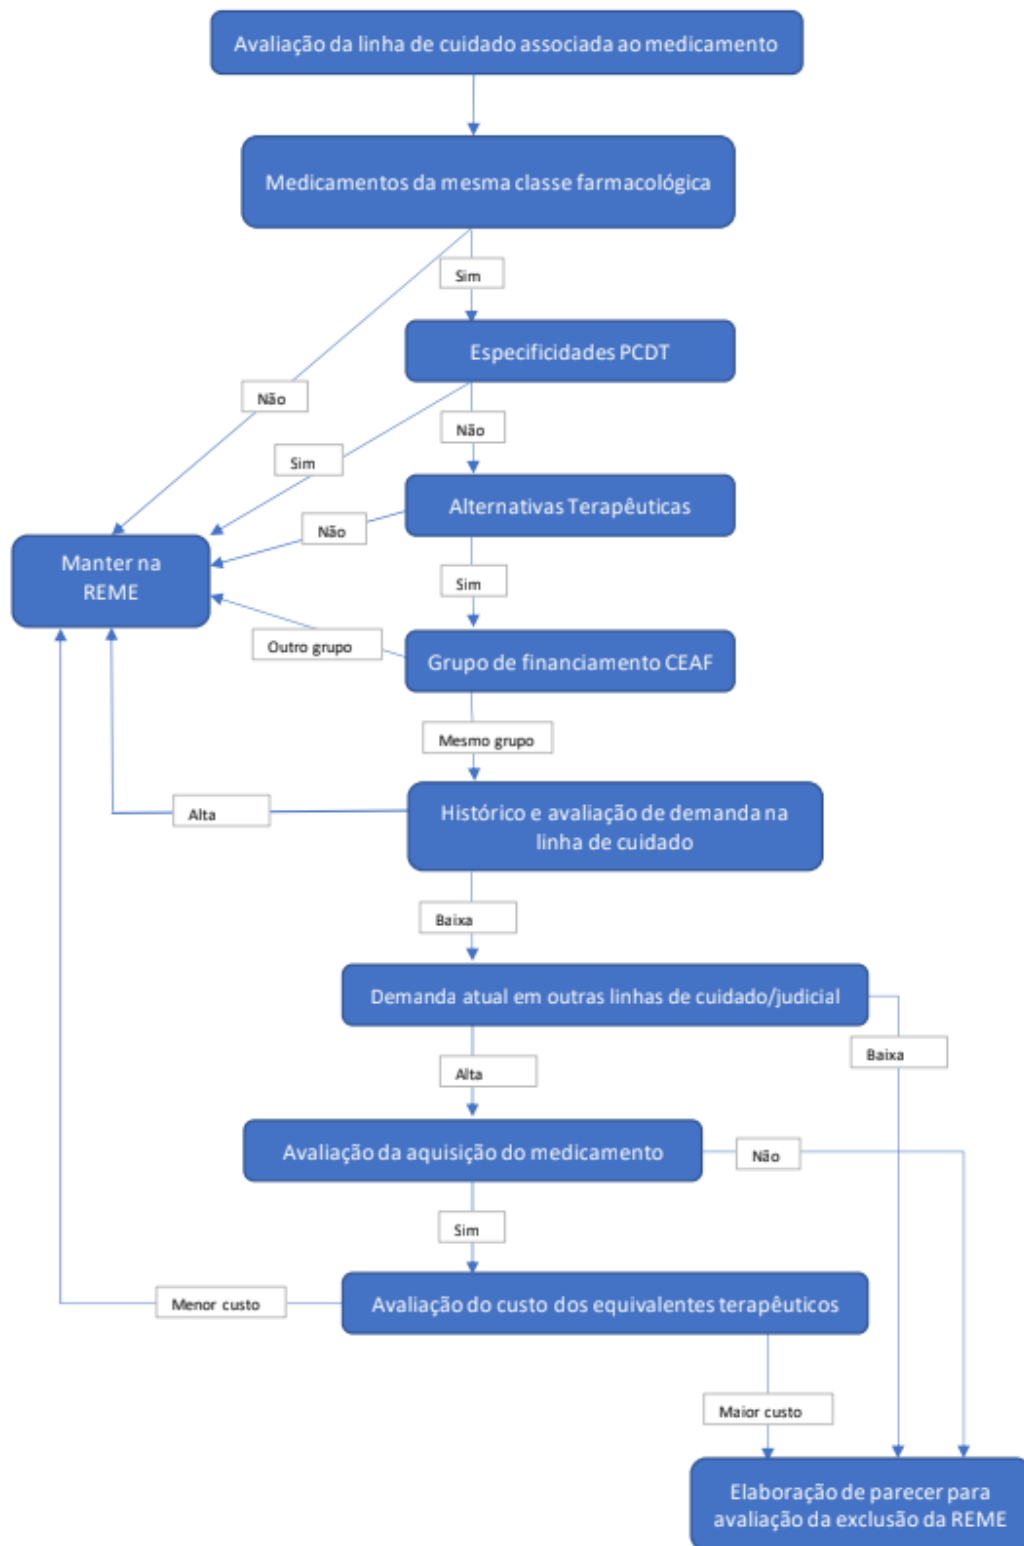 Avaliação da linha de cuidado associada ao medicamento
Medicamentos da mesma classe farmacológica
Sim
Especificidades PCDT
Não
Não
Sim
Alternativas Terapêuticas
Não
Manter na
REME
Sim
Outro grupo
Grupo de financiamento CEAF
Mesmo grupo
Histórico e avaliação de demanda na
linha de cuidado
Alta
Baixa
Demanda atual em outras linhas de cuidado/judicial
Baixa
Alta
Avaliação da aquisição do medicamento
Não
Sim
Avaliação do custo dos equivalentes terapêuticos
Menor custo
Maior custo
Elaboração de parecer para
avaliação da exclusão da REME